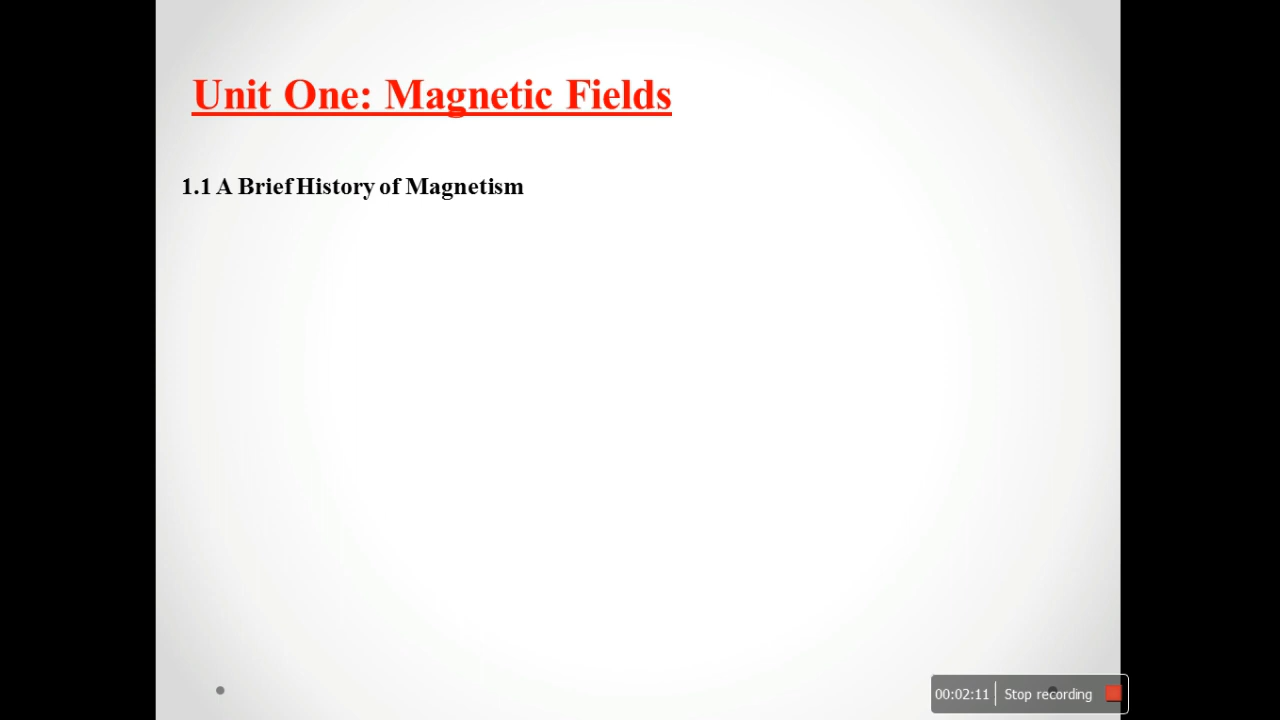 Unit One: Magnetic Fields
1.1 A Brief History of Magnetism
00:02:11 Stop recording